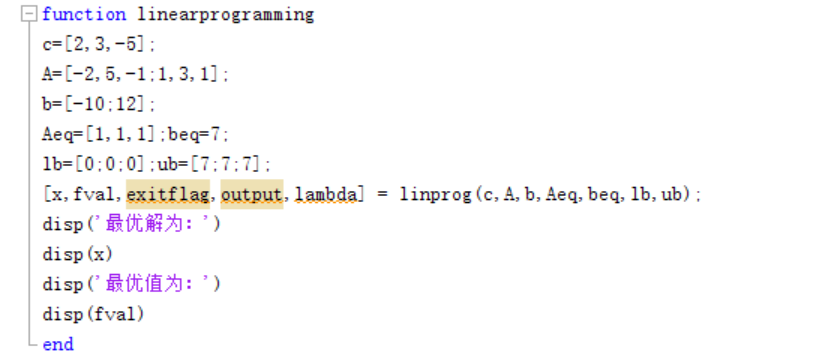 function linearprogramming
c=[2,3,-5];
A=[-2,5,-1;1,3,1];
b=[-10;12];
Aeq=[1,1,1];beq=7;
lb=[0;0;0];ub=[7;7;7];
[x,fval,exitflag,output,lambda] = linprog(c,A,b,Aeq,beq,lb,ub);
disp('最优解为：')
disp(x)
disp('最优值为：')
disp(fval)
end